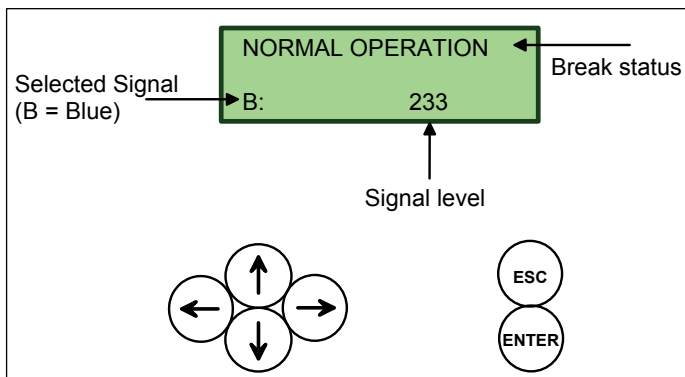 NORMAL OPERATION
Break status
Selected Signal
(B = Blue)
B: 233
Signal level
ESC
ENTER